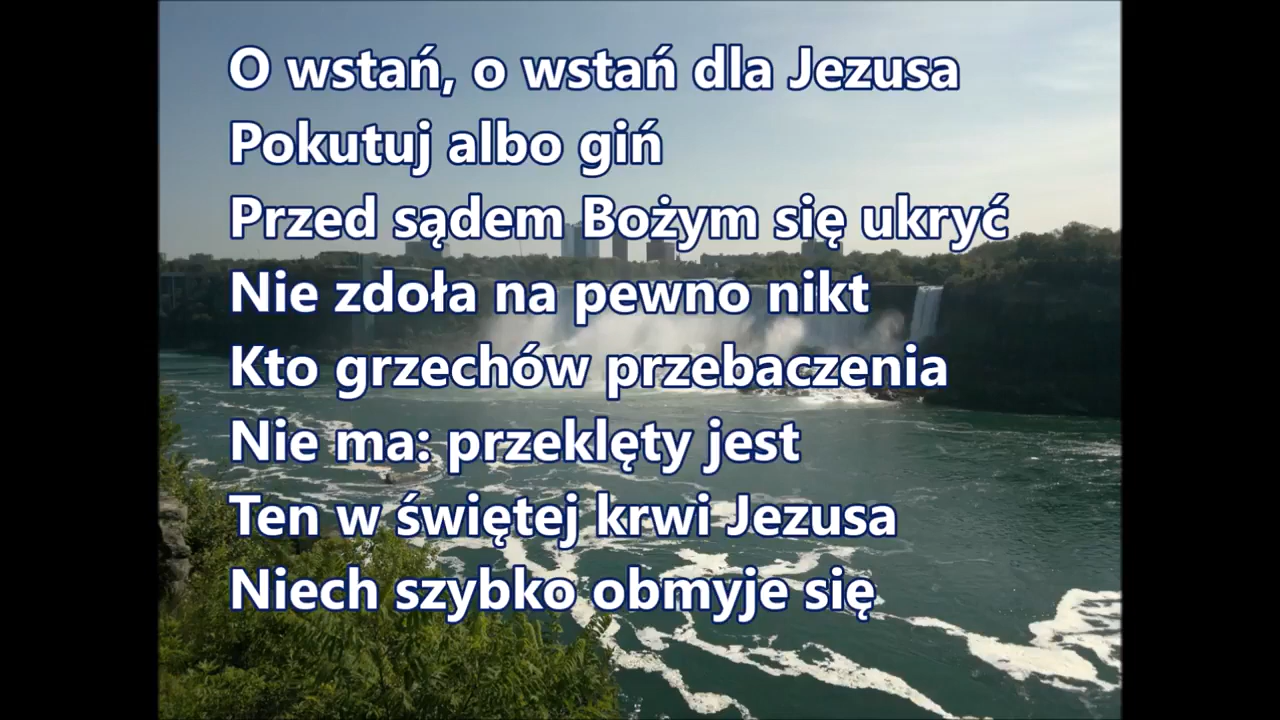 O wstań, o wstań dla Jezusa
Pokutuj albo giń
Przed sądem Bożym się ukryć
Nie zdoła na pewno nikt
Kto grzechów przebaczenia
Nie ma: przeklęty jest
Ten w świętej krwi Jezusa
Niech szybko obmyje się